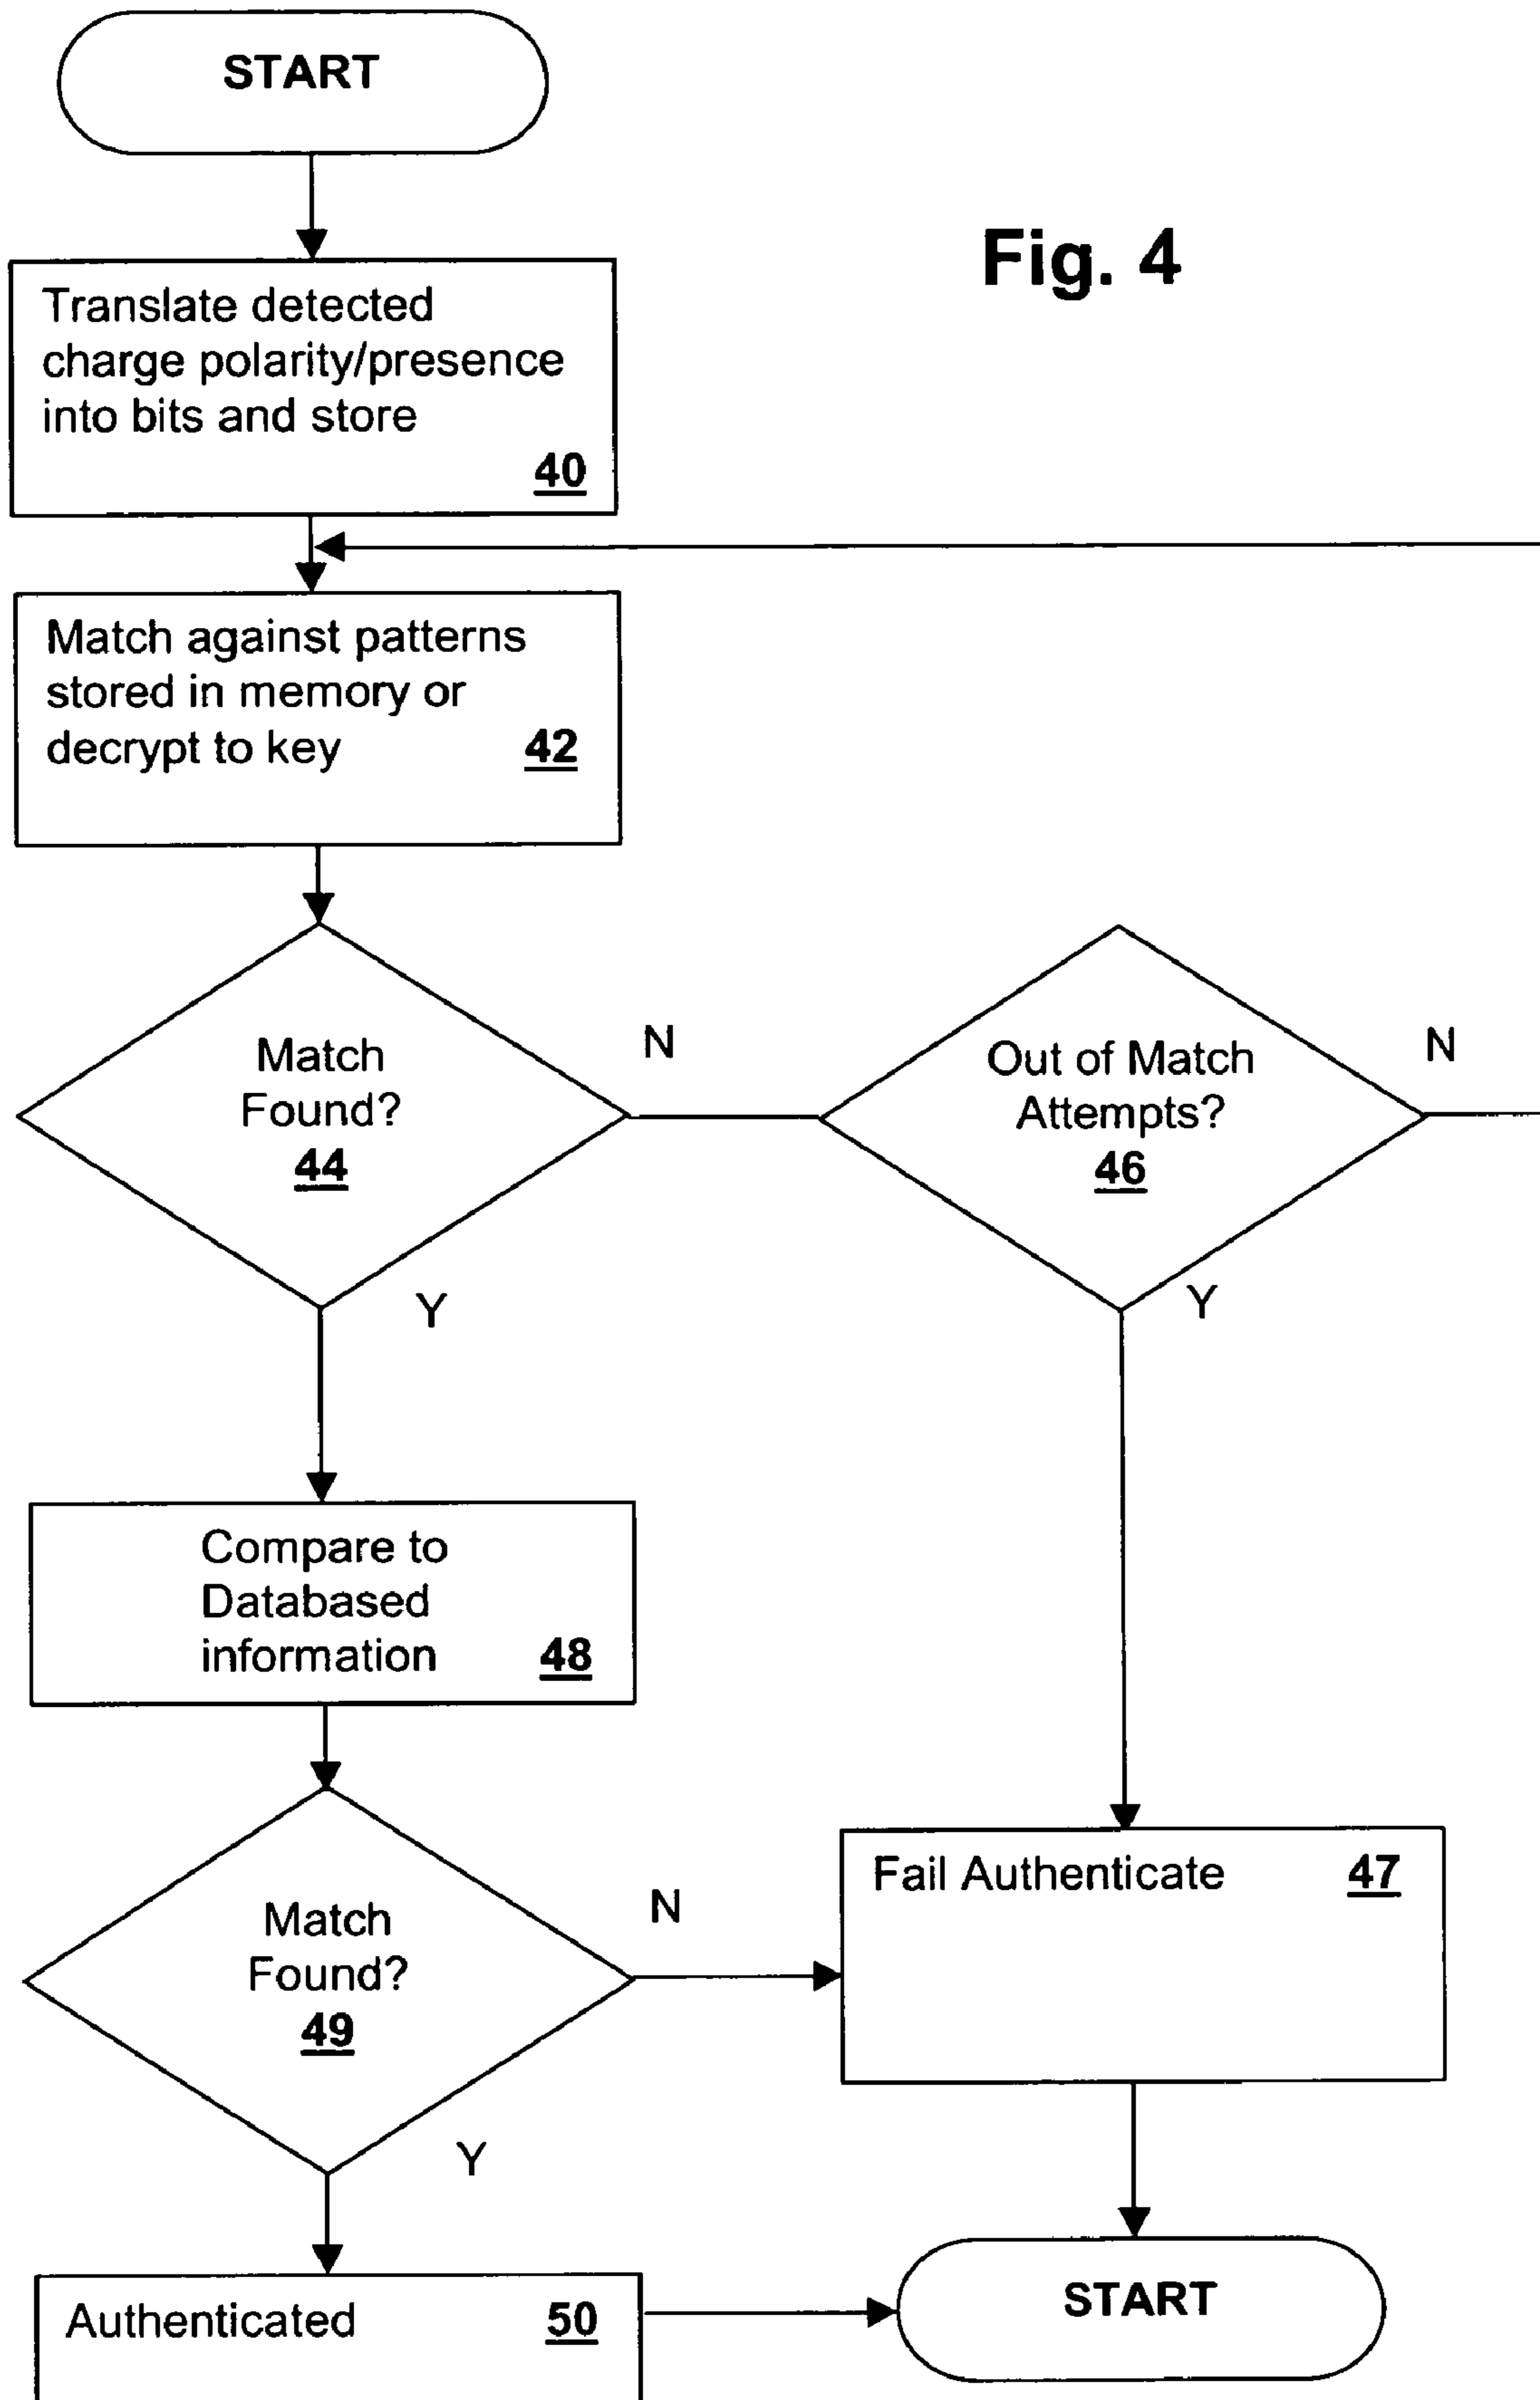 START
Fig. 4
Translate detected
charge polarity/presence
into bits and store
40
Match against patterns
stored in memory or
decrypt to key 42
Match
Found?
44
N
Y
Out of Match
Attempts?
46
N
Y
Compare to
Databased
information 48
Match
Found?
49
N
Y
Fail Authenticate 47
Authenticated 50
START